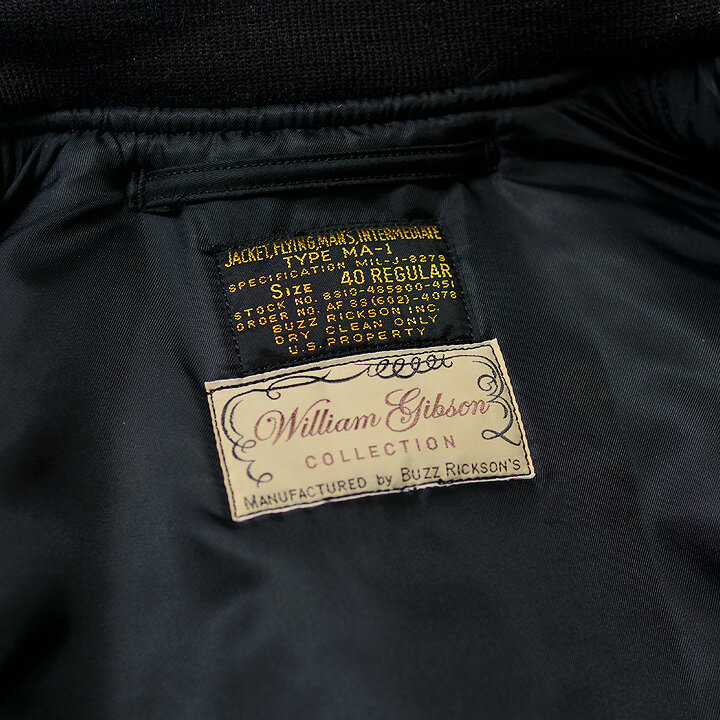 JACKET, FLYING, MAN'S, INTERMEDIATE
TYPE MA-1
SPECIFICATION MIL-J-8279
SIZE 40 REGULAR
STOCK NO. 8310-485900-451
ORDER NO. AF 33(602)-4078
BUZZ RICKSON INC.
DRY CLEAN ONLY
U.S. PROPERTY
William Gibson
COLLECTION
MANUFACTURED by BUZZ RICKSON'S